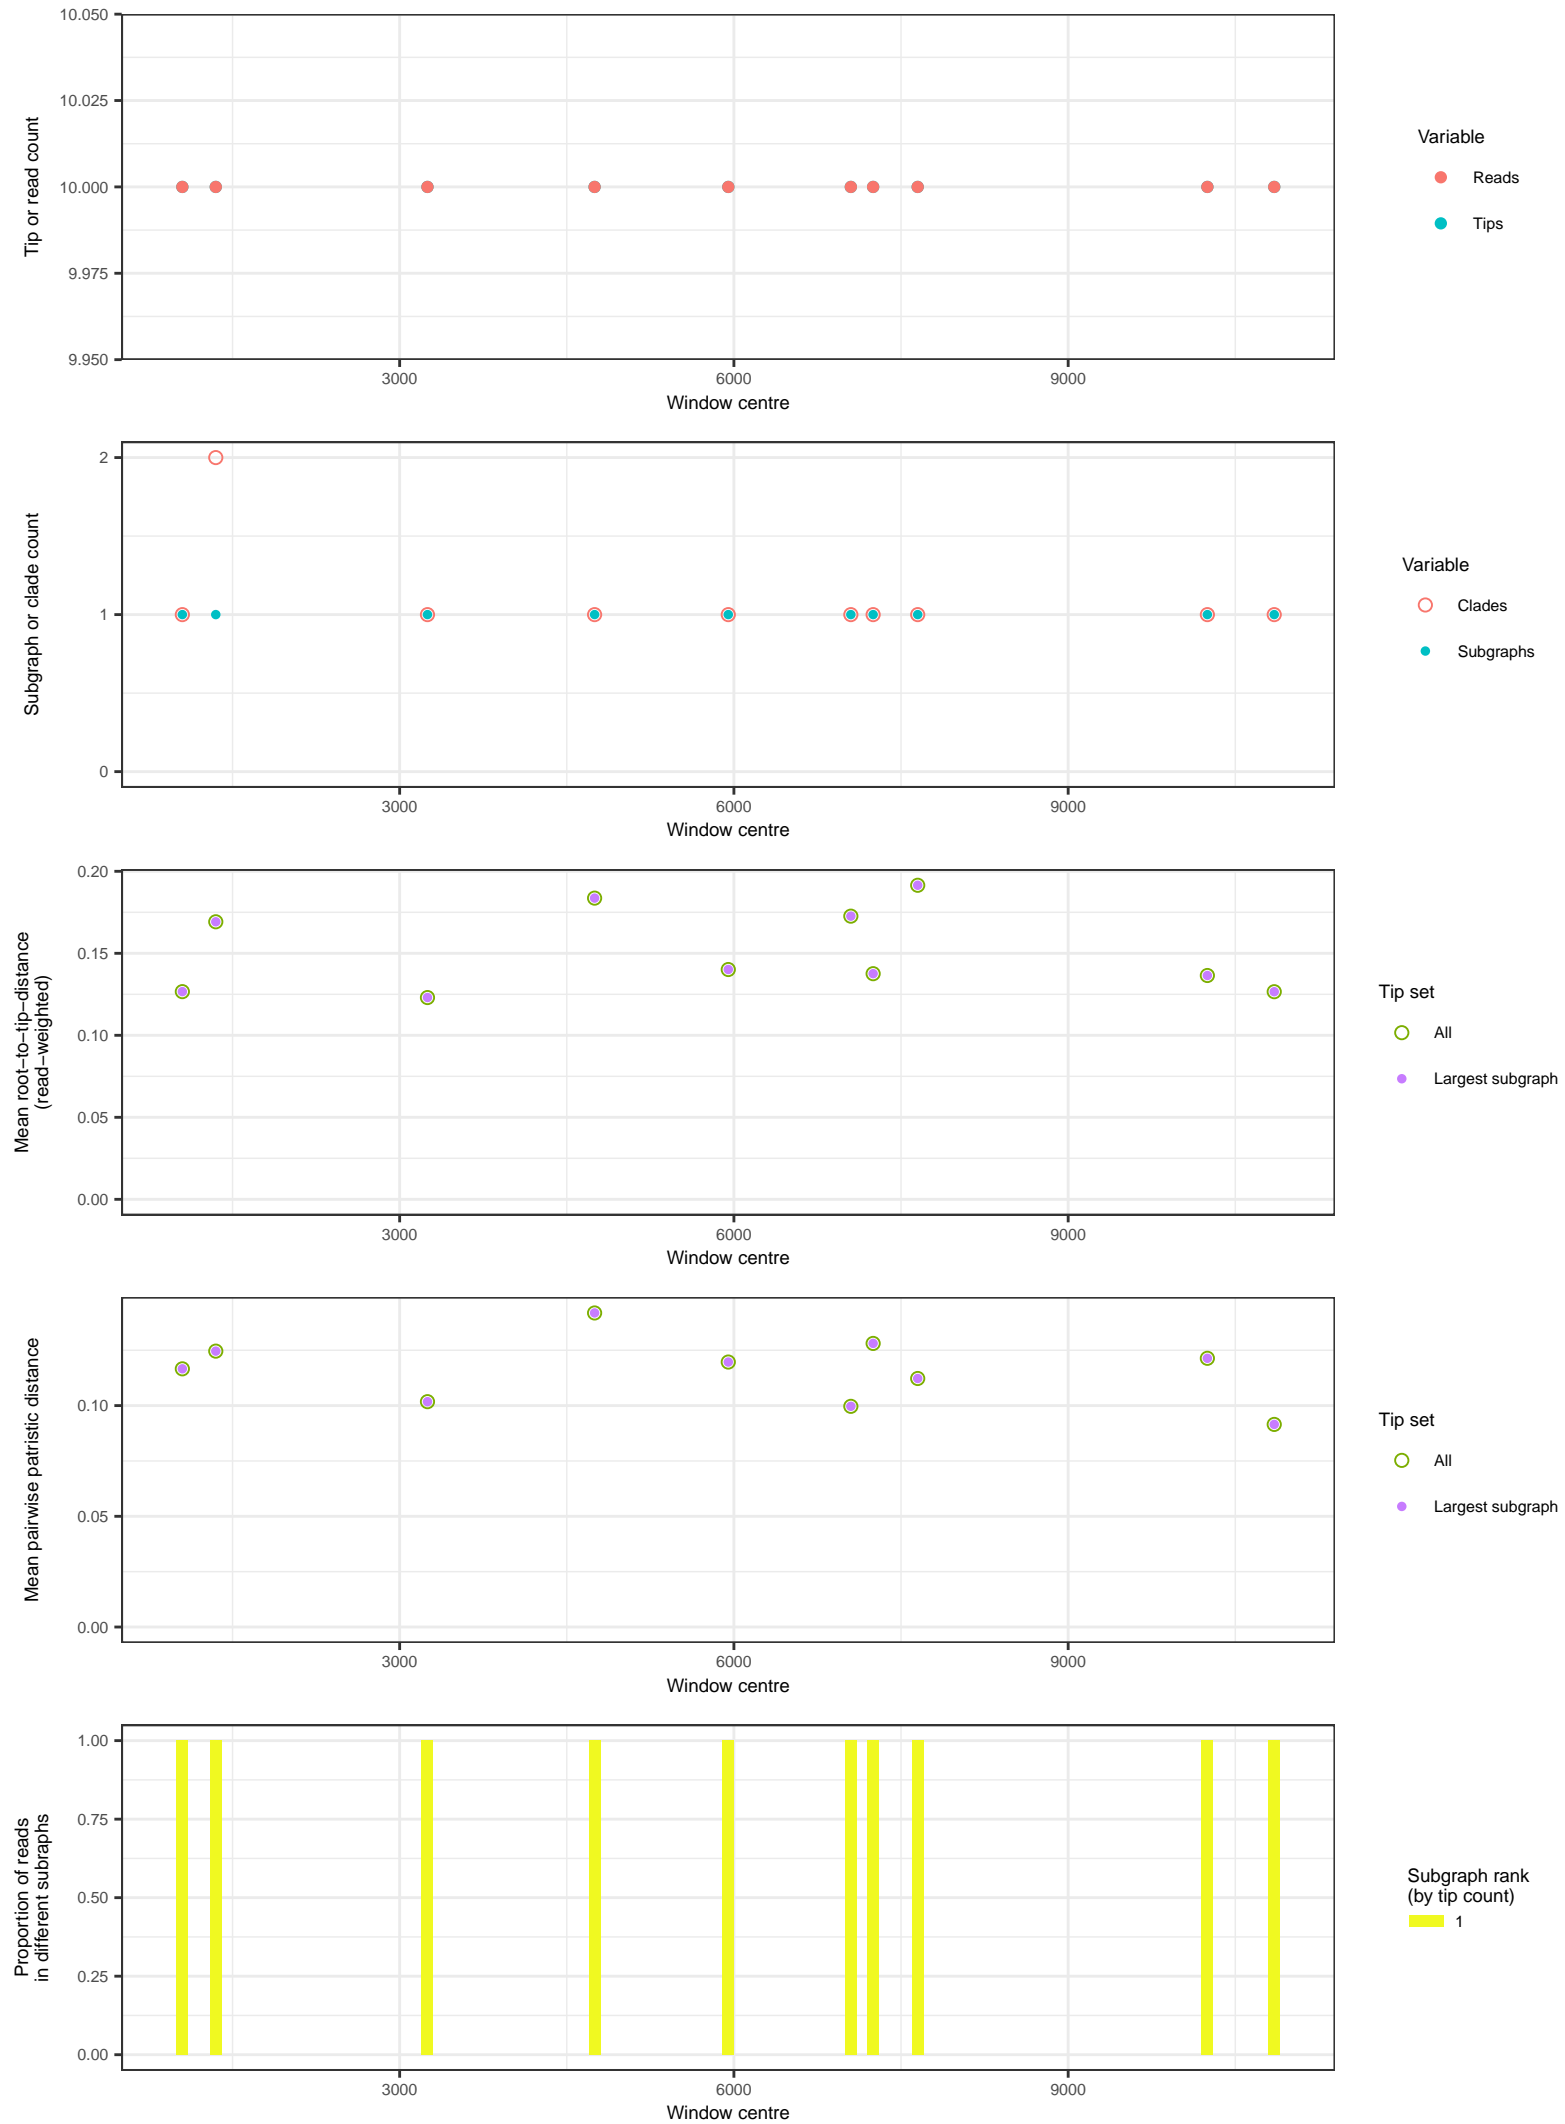 10.050
10.025
10.000
9.975
9.950
Tip or read count
3000
6000
9000
Window centre
Variable
Reads
Tips
2
1
0
Subgraph or clade count
3000
6000
9000
Window centre
Variable
Clades
Subgraphs
0.20
0.15
0.10
0.05
0.00
Mean root−to−tip−distance
(read−weighted)
3000
6000
9000
Window centre
Tip set
All
Largest subgraph
0.10
0.05
0.00
Mean pairwise patristic distance
3000
6000
9000
Window centre
Tip set
All
Largest subgraph
1.00
0.75
0.50
0.25
0.00
Proportion of reads
in different subraphs
3000
6000
9000
Window centre
Subgraph rank
(by tip count)
1